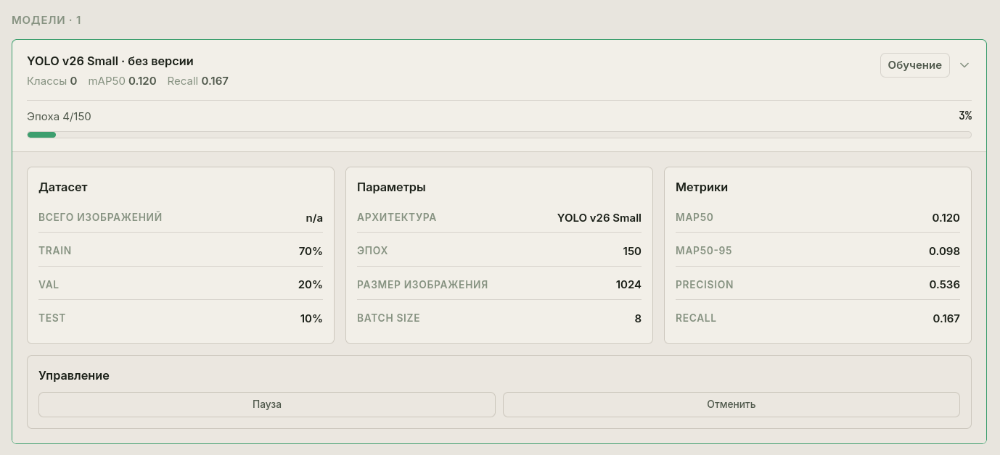 МОДЕЛИ · 1
YOLO v26 Small · без версии
Обучение
Классы 0 mAP50 0.120 Recall 0.167
Эпоха 4/150 3%
Датасет
ВСЕГО ИЗОБРАЖЕНИЙ n/a
TRAIN 70%
VAL 20%
TEST 10%
Параметры
АРХИТЕКТУРА YOLO v26 Small
ЭПОХ 150
РАЗМЕР ИЗОБРАЖЕНИЯ 1024
BATCH SIZE 8
Метрики
MAP50 0.120
MAP50-95 0.098
PRECISION 0.536
RECALL 0.167
Управление
Пауза Отменить